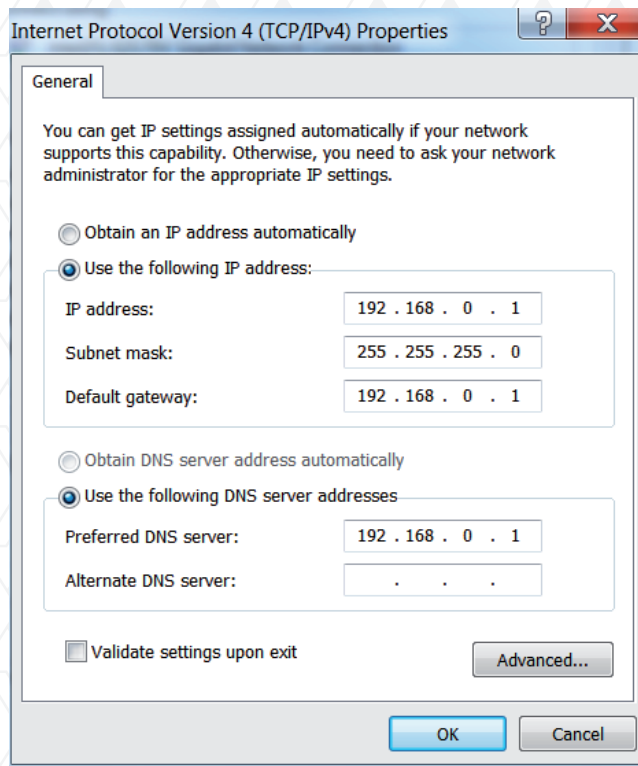 Internet Protocol Version 4 (TCP/IPv4) Properties
?
X
General
You can get IP settings assigned automatically if your network
supports this capability. Otherwise, you need to ask your network
administrator for the appropriate IP settings.
Obtain an IP address automatically
Use the following IP address:
IP address: 192 . 168 . 0 . 1
Subnet mask: 255 . 255 . 255 . 0
Default gateway: 192 . 168 . 0 . 1
Obtain DNS server address automatically
Use the following DNS server addresses
Preferred DNS server: 192 . 168 . 0 . 1
Alternate DNS server: . . .
Validate settings upon exit
Advanced...
OK Cancel